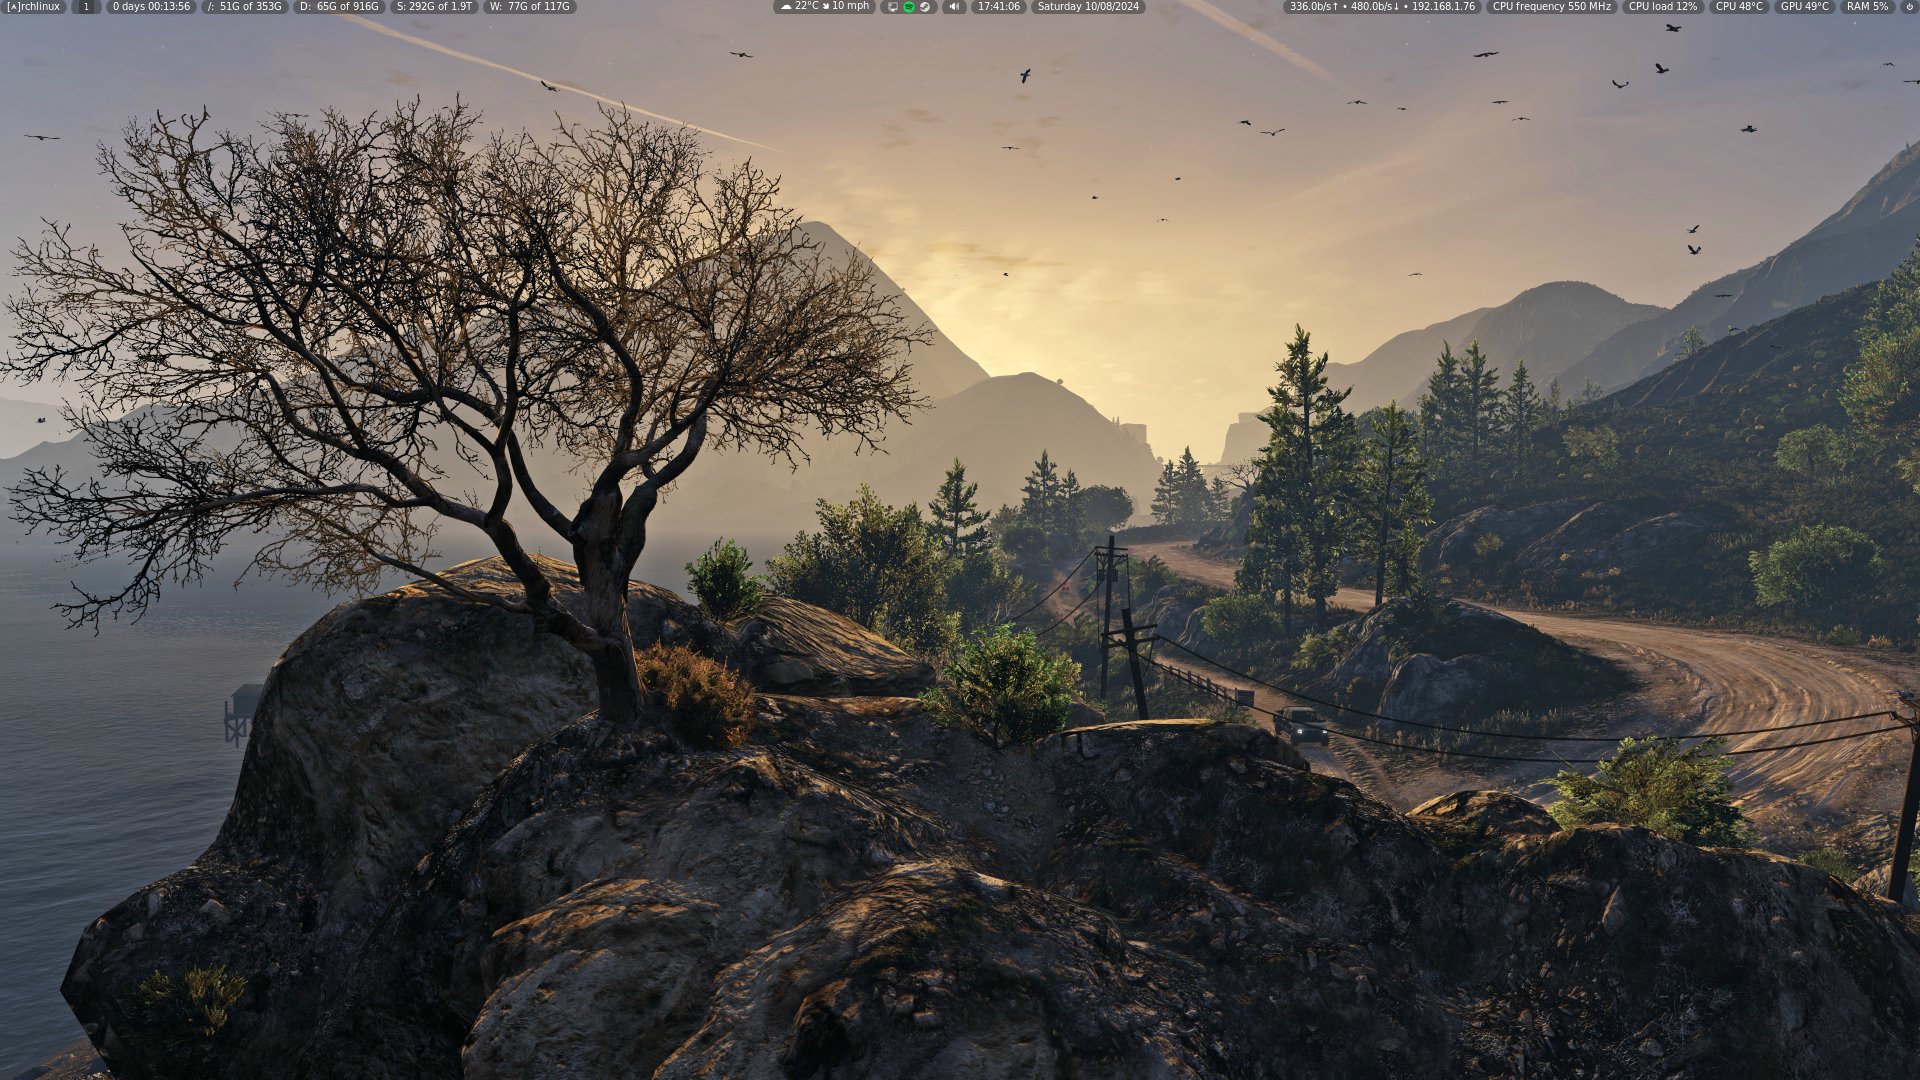 [∧]rchlinux 1 0 days 00:13:56 /: 51G of 353G D: 65G of 916G S: 292G of 1.9T W: 77G of 117G 22°C 10 mph 17:41:06 Saturday 10/08/2024 336.0b/s↑ • 480.0b/s↓ • 192.168.1.76 CPU frequency 550 MHz CPU load 12% CPU 48°C GPU 49°C RAM 5%